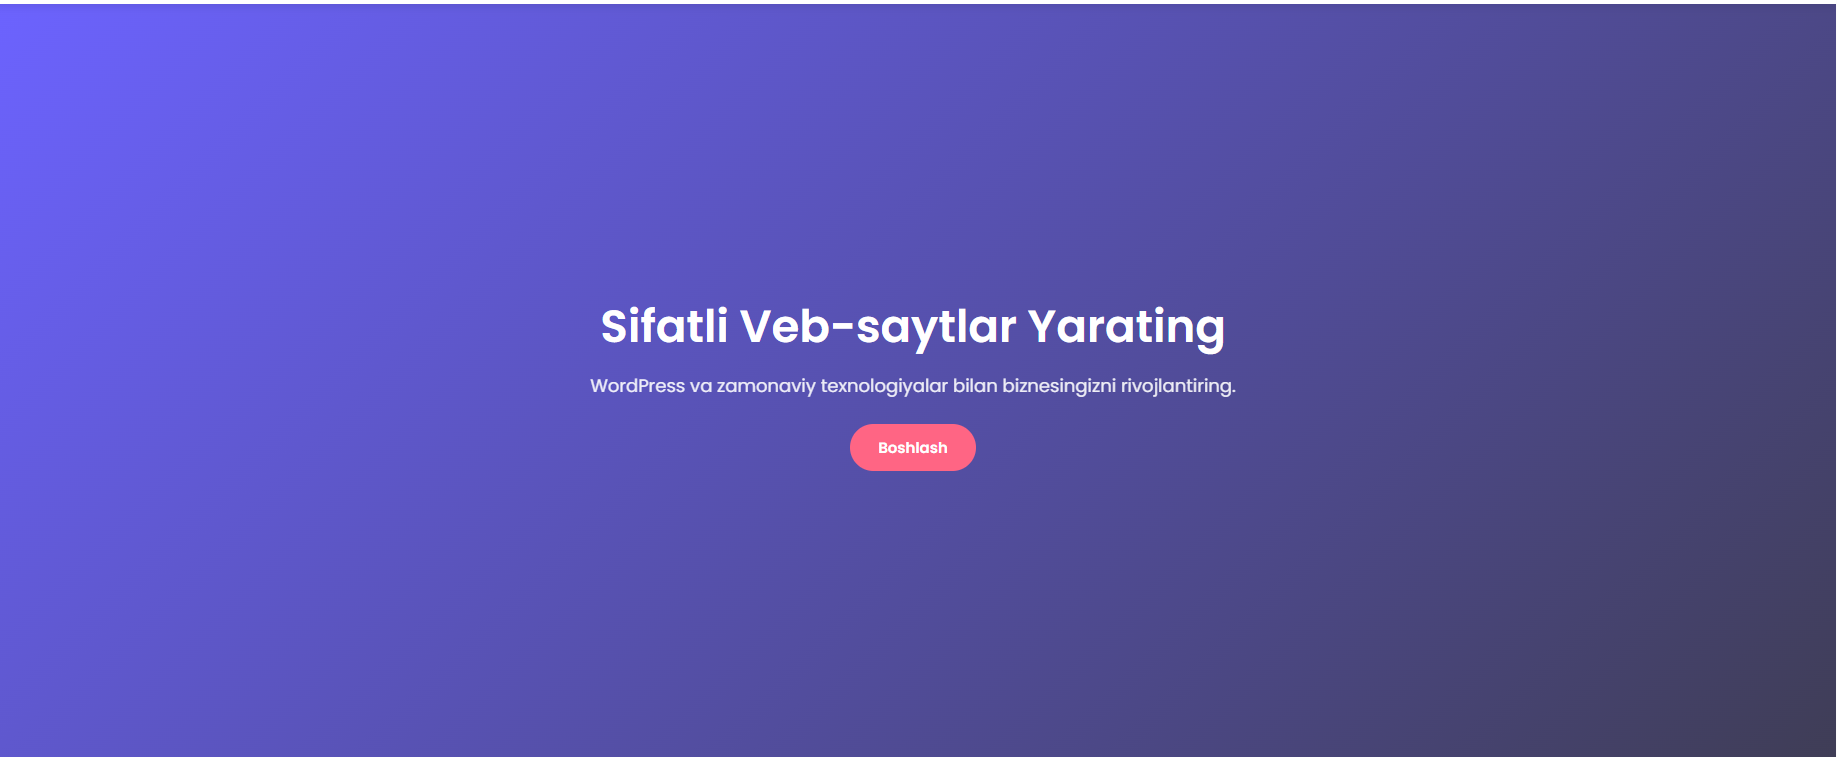 Sifatli Veb-saytlar Yarating
WordPress va zamonaviy texnologiyalar bilan biznesingizni rivojlantiring.
Boshlash